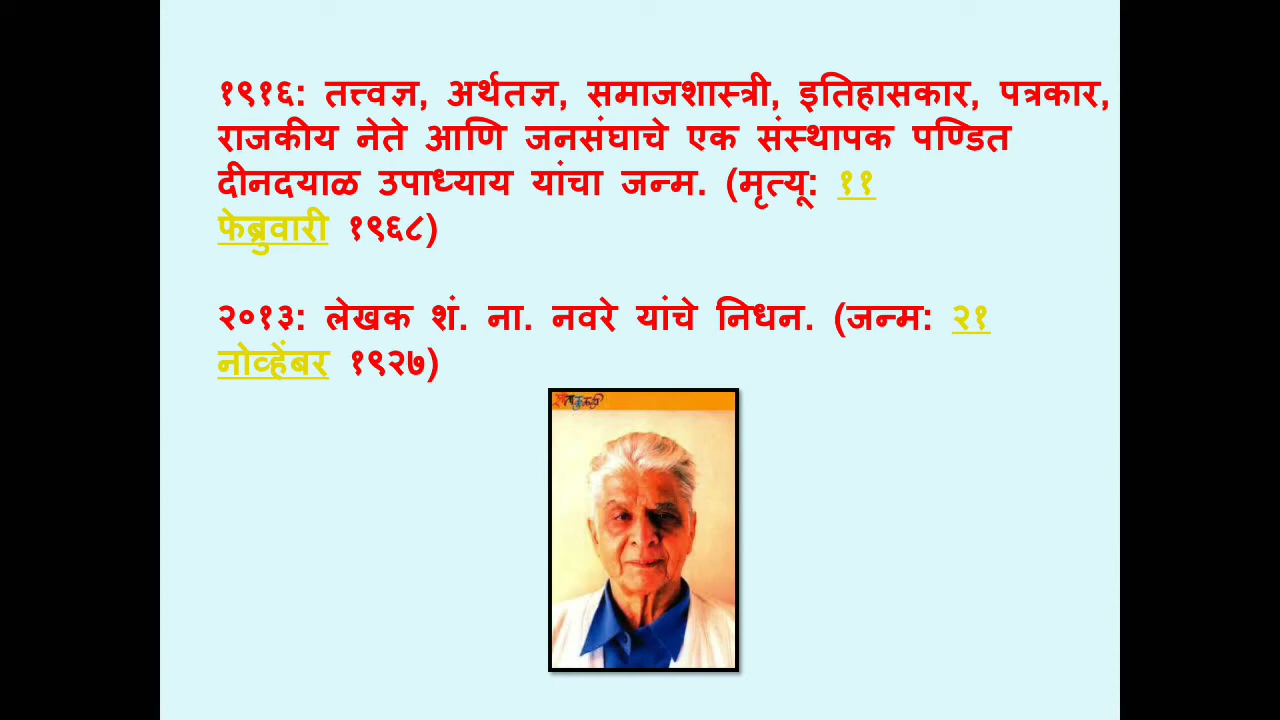 १९१६: तत्त्वज्ञ, अर्थतज्ञ, समाजशास्त्री, इतिहासकार, पत्रकार,
राजकीय नेते आणि जनसंघाचे एक संस्थापक पण्डित
दीनदयाळ उपाध्याय यांचा जन्म. (मृत्यू: ११
फेब्रुवारी १९६८)
२०१३: लेखक शं. ना. नवरे यांचे निधन. (जन्म: २१
नोव्हेंबर १९२७)